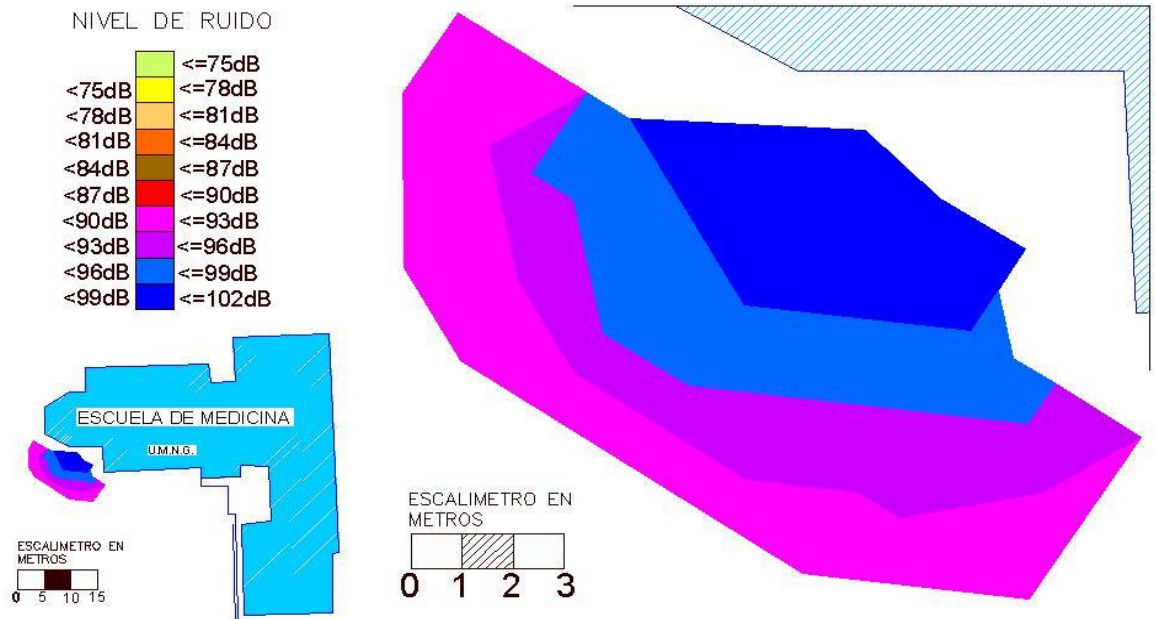 NIVEL DE RUIDO
<=75dB
<75dB <=78dB
<78dB <=81dB
<81dB <=84dB
<84dB <=87dB
<87dB <=90dB
<90dB <=93dB
<93dB <=96dB
<96dB <=99dB
<99dB <=102dB
ESCUELA DE MEDICINA
U.M.N.G.
ESCALIMETRO EN
METROS
0 5 10 15
ESCALIMETRO EN
METROS
0 1 2 3